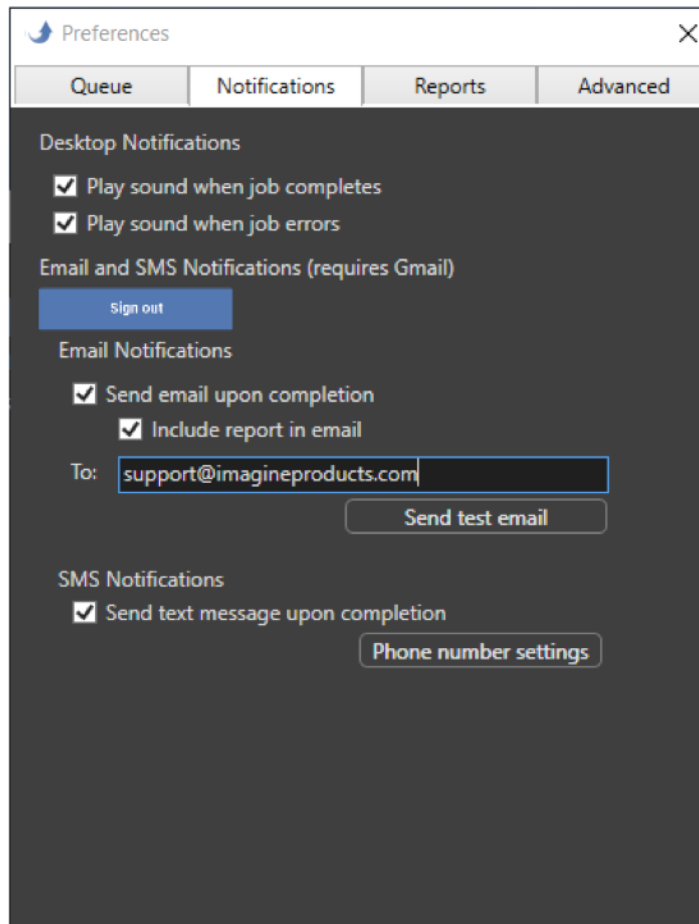 Preferences
Queue Notifications Reports Advanced
Desktop Notifications
Play sound when job completes
Play sound when job errors
Email and SMS Notifications (requires Gmail)
Sign out
Email Notifications
Send email upon completion
Include report in email
To: support@imagineproducts.com
Send test email
SMS Notifications
Send text message upon completion
Phone number settings